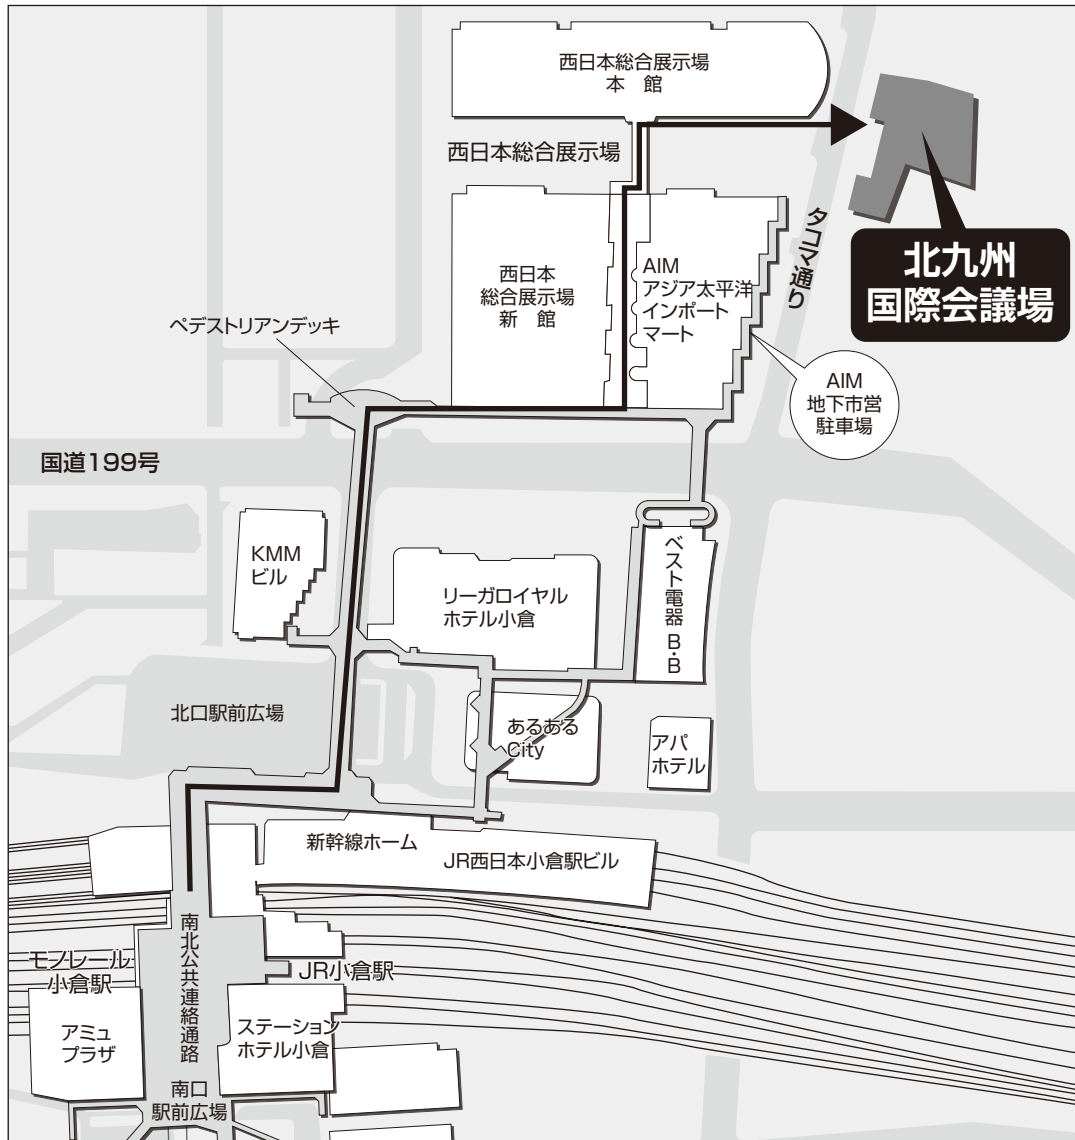 西日本総合展示場
本　館
西日本総合展示場
西日本
総合展示場
新　館
AIM
アジア太平洋
インポート
マート
タコマ通り
北九州
国際会議場
ペデストリアンデッキ
AIM
地下市営
駐車場
国道199号
KMM
ビル
リーガロイヤル
ホテル小倉
ベスト電器 B・B
北口駅前広場
あるある
City
アパ
ホテル
新幹線ホーム
JR西日本小倉駅ビル
南北公共連絡通路
モノレール
小倉駅
JR小倉駅
アミュ
プラザ
ステーション
ホテル小倉
南口
駅前広場